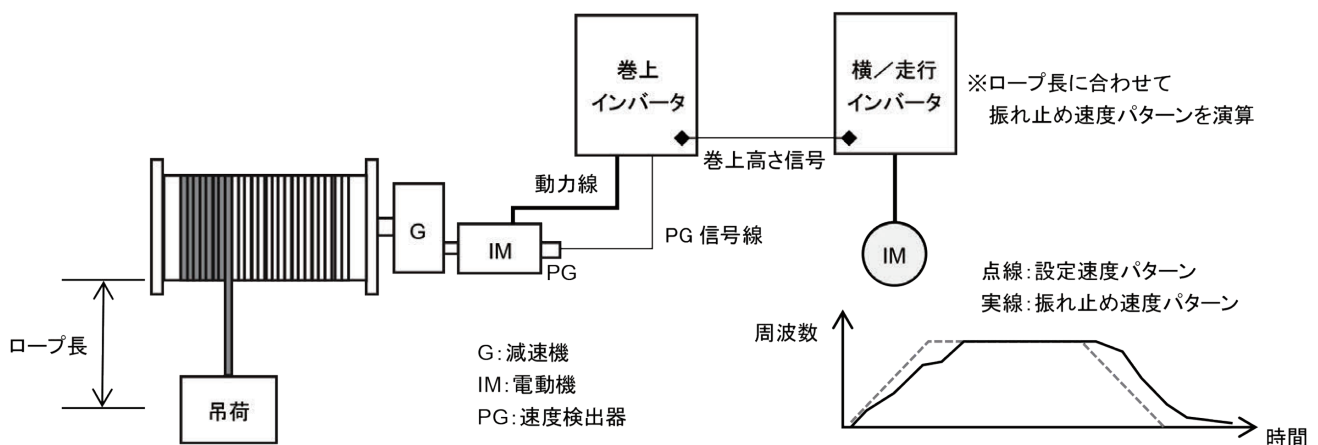 巻上
インバータ
横／走行
インバータ
※ロープ長に合わせて
振れ止め速度パターンを演算
巻上高さ信号
動力線
G
IM
PG
PG 信号線
IM
ロープ長
吊荷
G：減速機
IM：電動機
PG：速度検出器
点線：設定速度パターン
実線：振れ止め速度パターン
周波数
時間